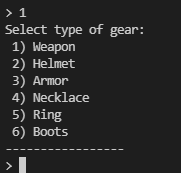 > 1
Select type of gear:
1) Weapon
2) Helmet
3) Armor
4) Necklace
5) Ring
6) Boots
-----------------
>